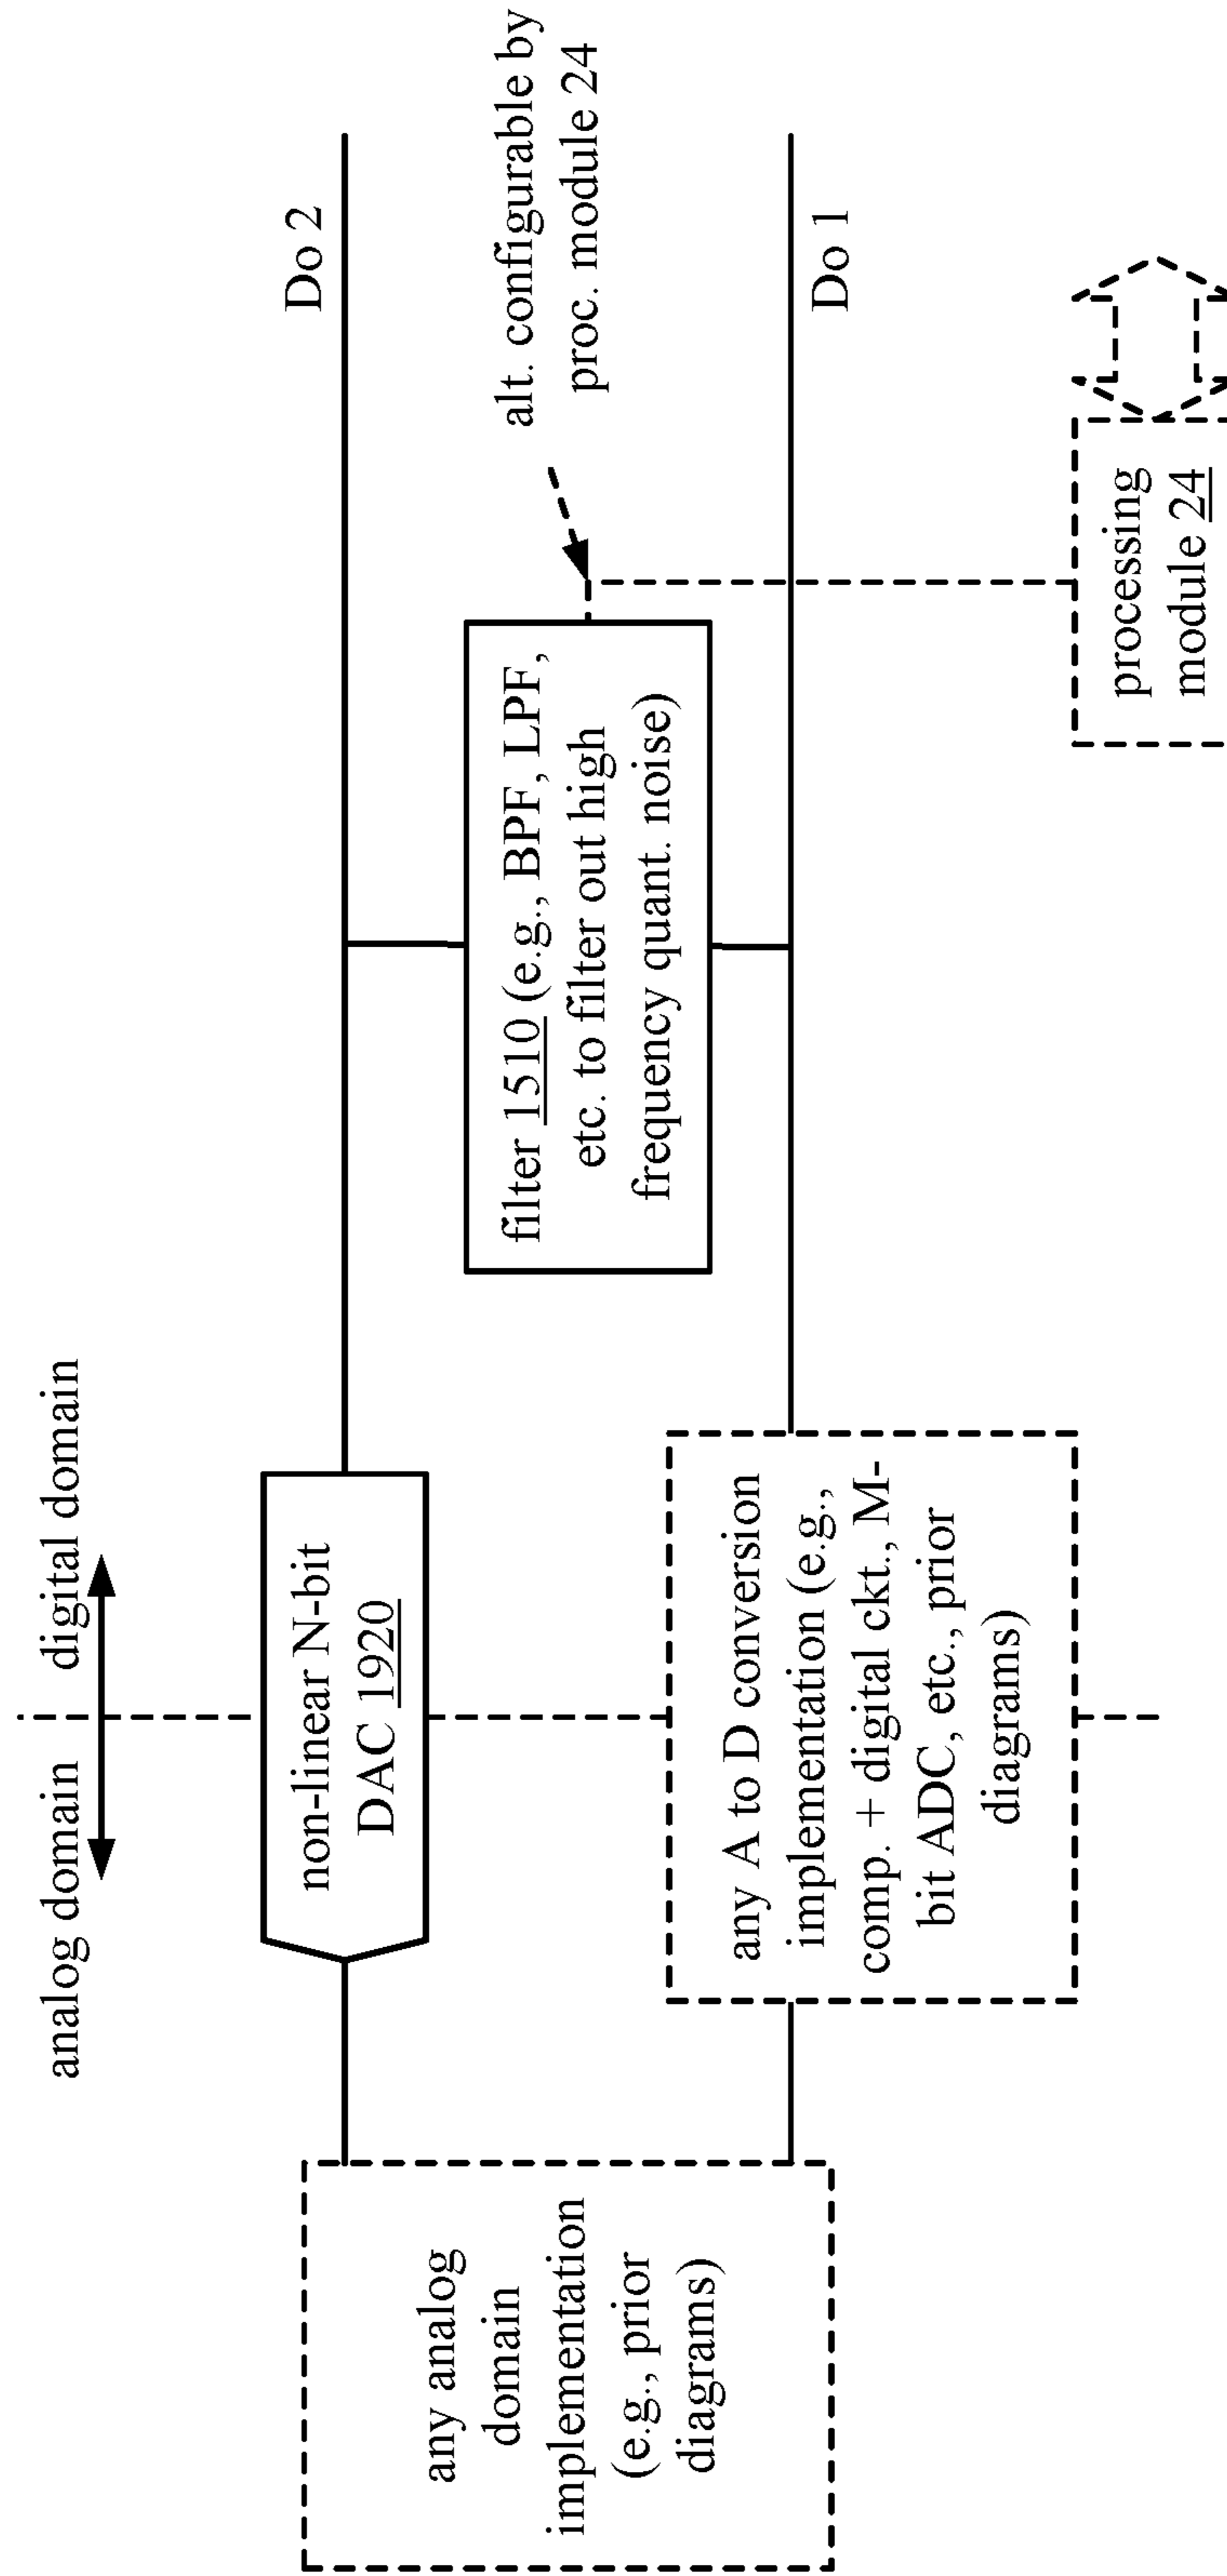 analog domain
digital domain
non-linear N-bit
DAC 1920
Do 2
any analog
domain
implementation
(e.g., prior
diagrams)
filter 1510 (e.g., BPF, LPF,
etc. to filter out high
frequency quant. noise)
alt. configurable by
proc. module 24
any A to D conversion
implementation (e.g.,
comp. + digital ckt., M-
bit ADC, etc., prior
diagrams)
Do 1
processing
module 24